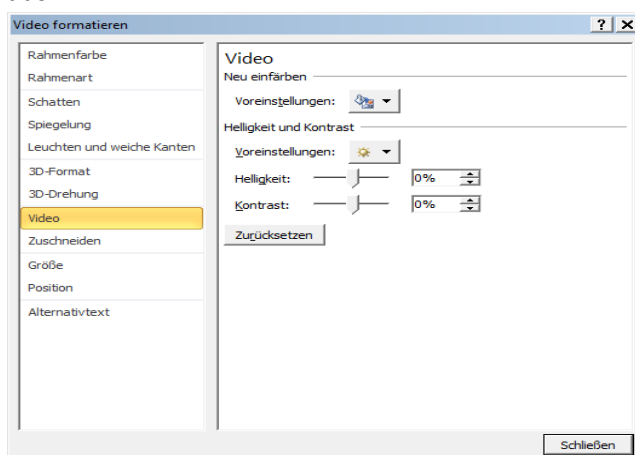 Video formatieren
Rahmenfarbe
Rahmenart
Schatten
Spiegelung
Leuchten und weiche Kanten
3D-Format
3D-Drehung
Video
Zuschneiden
Größe
Position
Alternativtext
Video
Neu einfärben
Voreinstellungen:
Helligkeit und Kontrast
Voreinstellungen:
Helligkeit: 0%
Kontrast: 0%
Zurücksetzen
Schließen